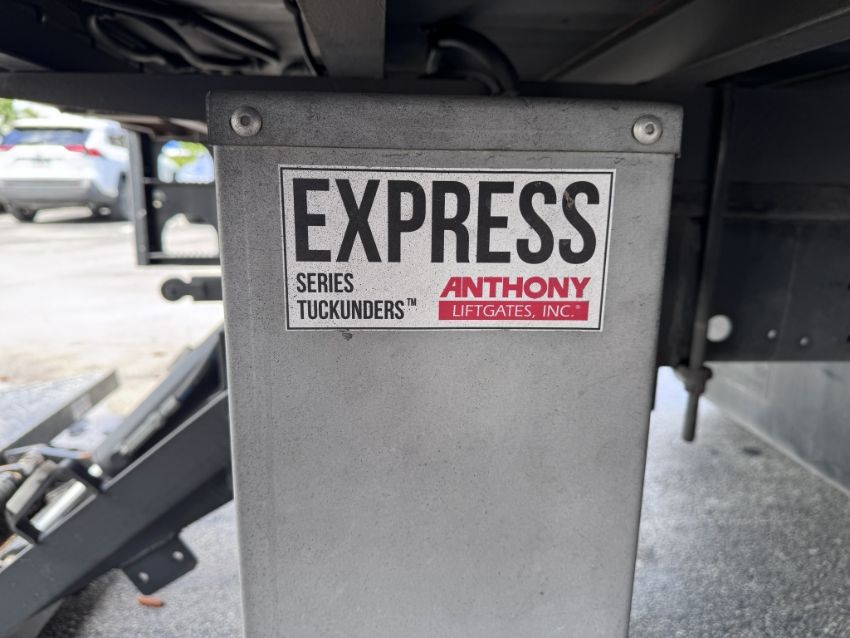 EXPRESS
SERIES
TUCKUNDERS™
ANTHONY
LIFTGATES, INC.®